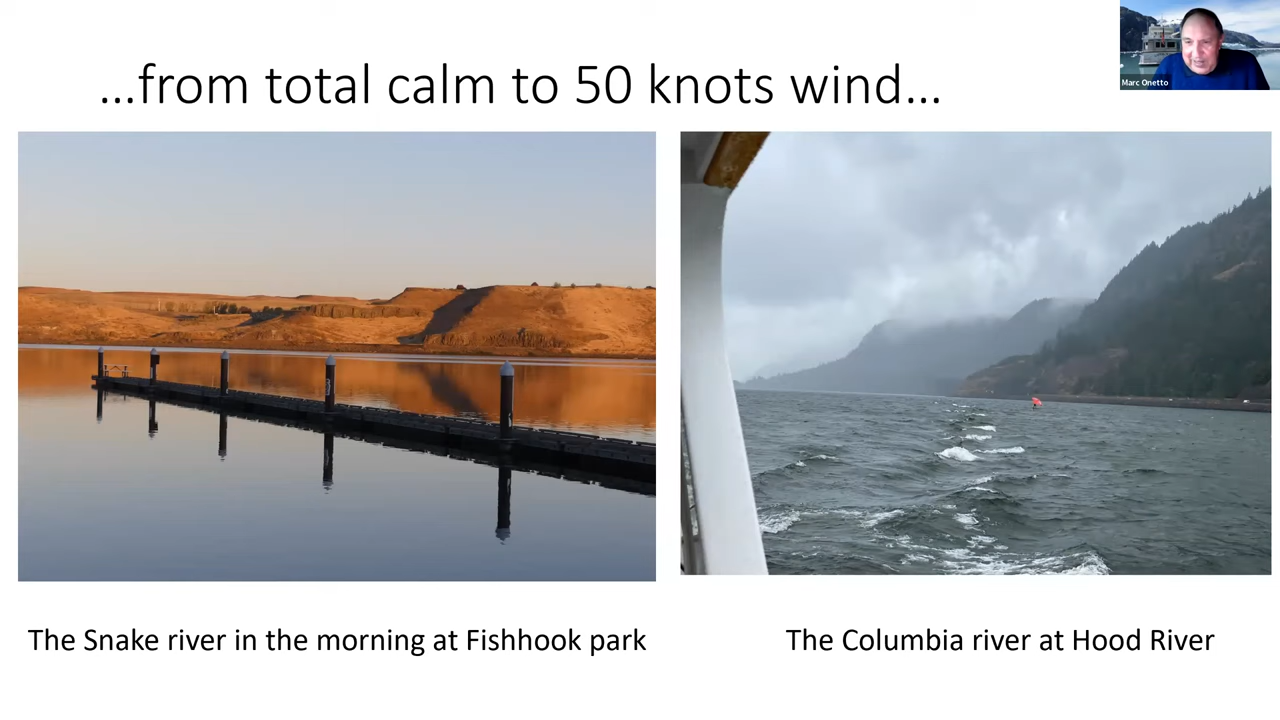 ...from total calm to 50 knots wind...
Marc Onetto
The Snake river in the morning at Fishhook park
The Columbia river at Hood River